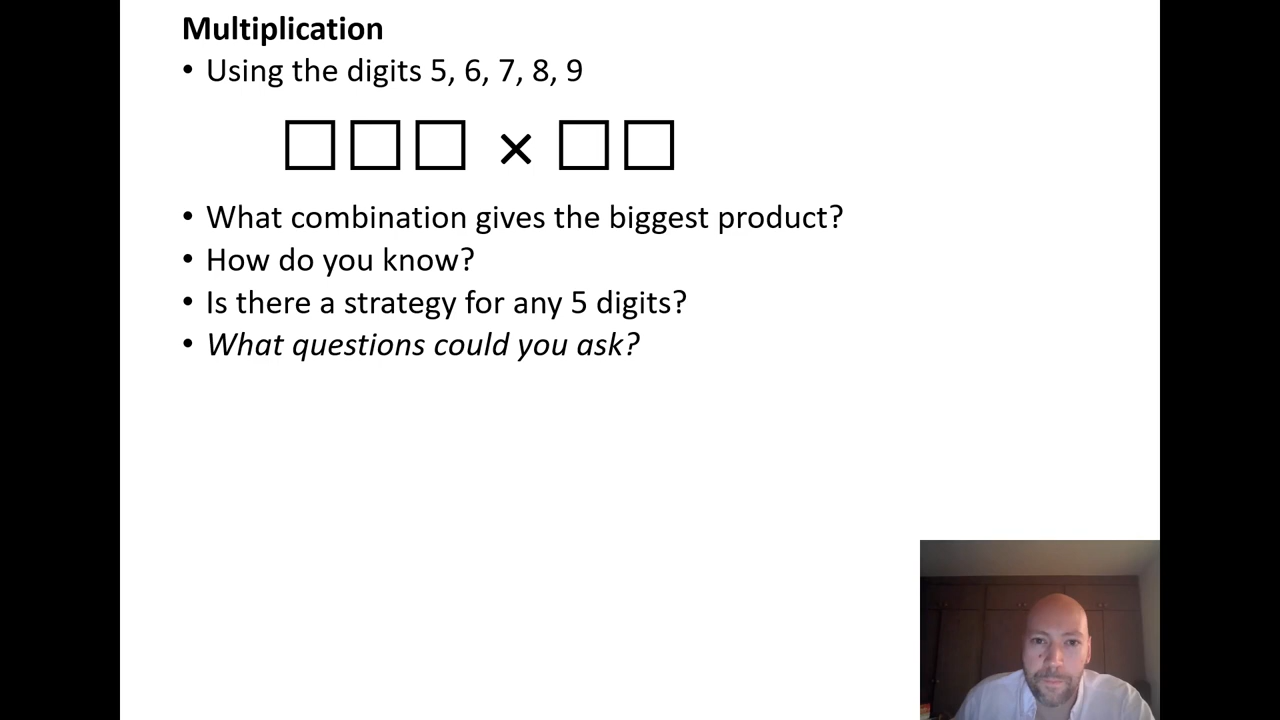 Multiplication
• Using the digits 5, 6, 7, 8, 9
□□□ × □□
• What combination gives the biggest product?
• How do you know?
• Is there a strategy for any 5 digits?
• What questions could you ask?